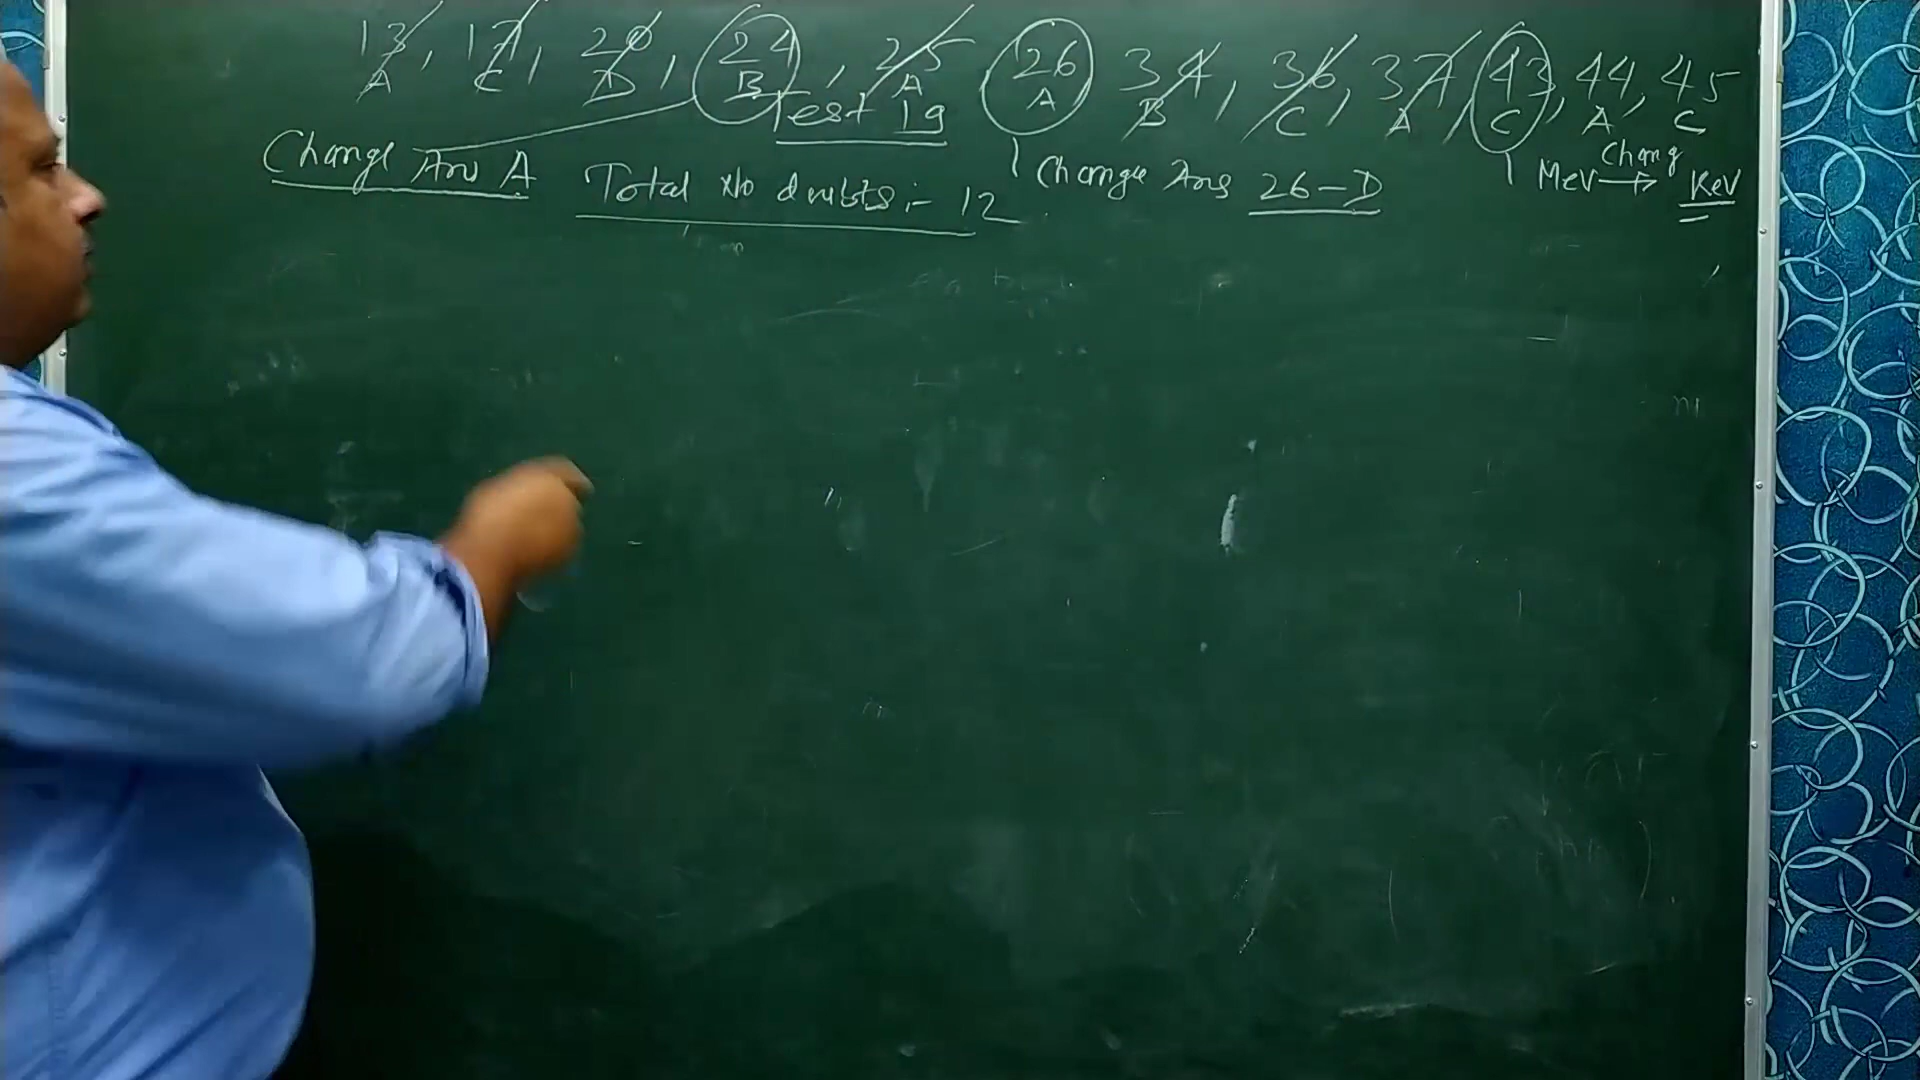 13, 17, 20, 24, 25 26 34, 36, 37, 43, 44, 45
A C D B A A B C A C A C
Test 19
Change Ans A Total No doubts :- 12 Change Ans 26-D MeV → KeV
Chang